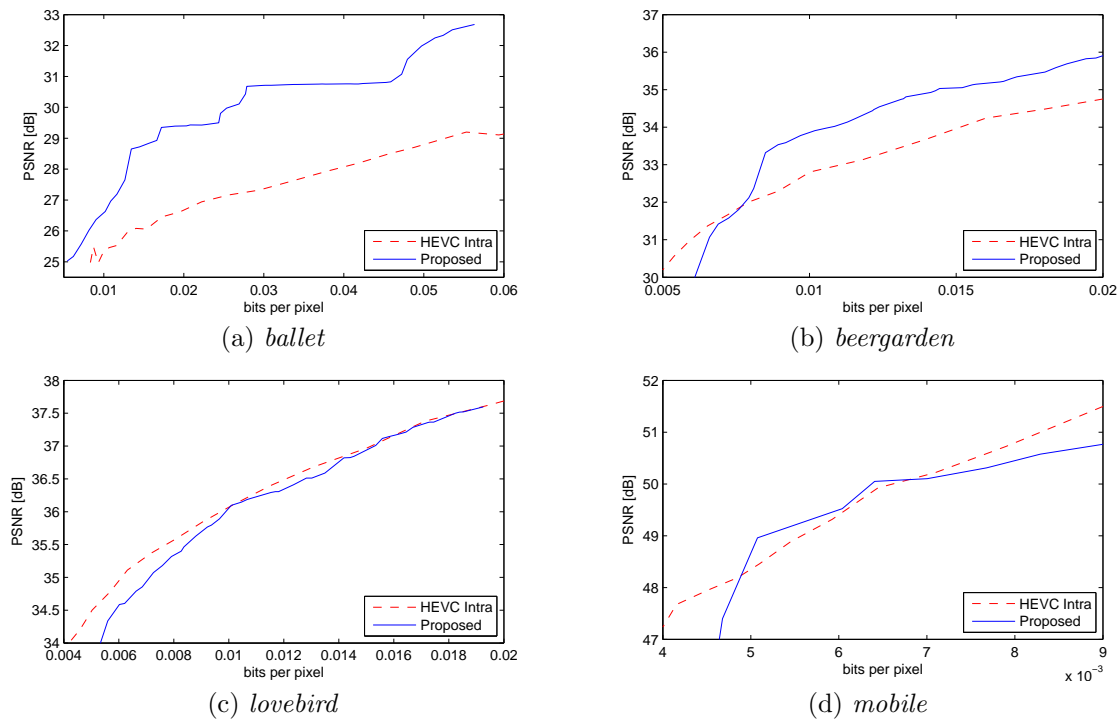 33
32
31
30
29
28
27
26
25
PSNR [dB]
0.01 0.02 0.03 0.04 0.05 0.06
bits per pixel
HEVC Intra
Proposed
(a) ballet
37
36
35
34
33
32
31
30
PSNR [dB]
0.005 0.01 0.015 0.02
bits per pixel
HEVC Intra
Proposed
(b) beergarden
38
37.5
37
36.5
36
35.5
35
34.5
34
PSNR [dB]
0.004 0.006 0.008 0.01 0.012 0.014 0.016 0.018 0.02
bits per pixel
HEVC Intra
Proposed
(c) lovebird
52
51
50
49
48
47
PSNR [dB]
4 5 6 7 8 9
x 10⁻³
bits per pixel
HEVC Intra
Proposed
(d) mobile